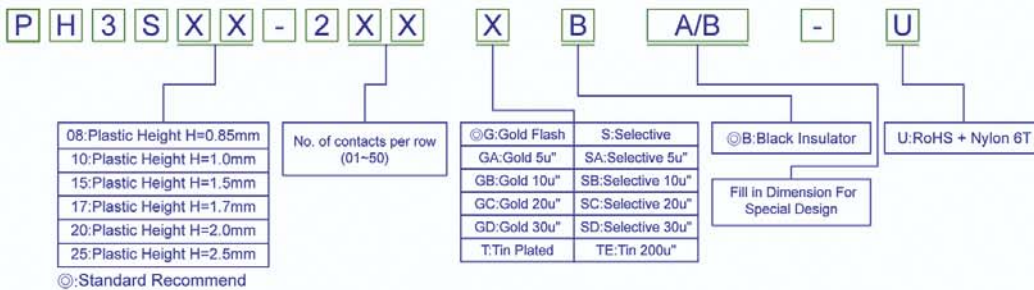 P H 3 S X X - 2 X X X B A/B - U
08:Plastic Height H=0.85mm
10:Plastic Height H=1.0mm
15:Plastic Height H=1.5mm
17:Plastic Height H=1.7mm
20:Plastic Height H=2.0mm
25:Plastic Height H=2.5mm
◎:Standard Recommend
No. of contacts per row
(01~50)
◎G:Gold Flash S:Selective
GA:Gold 5u" SA:Selective 5u"
GB:Gold 10u" SB:Selective 10u"
GC:Gold 20u" SC:Selective 20u"
GD:Gold 30u" SD:Selective 30u"
T:Tin Plated TE:Tin 200u"
◎B:Black Insulator
Fill in Dimension For
Special Design
U:RoHS + Nylon 6T